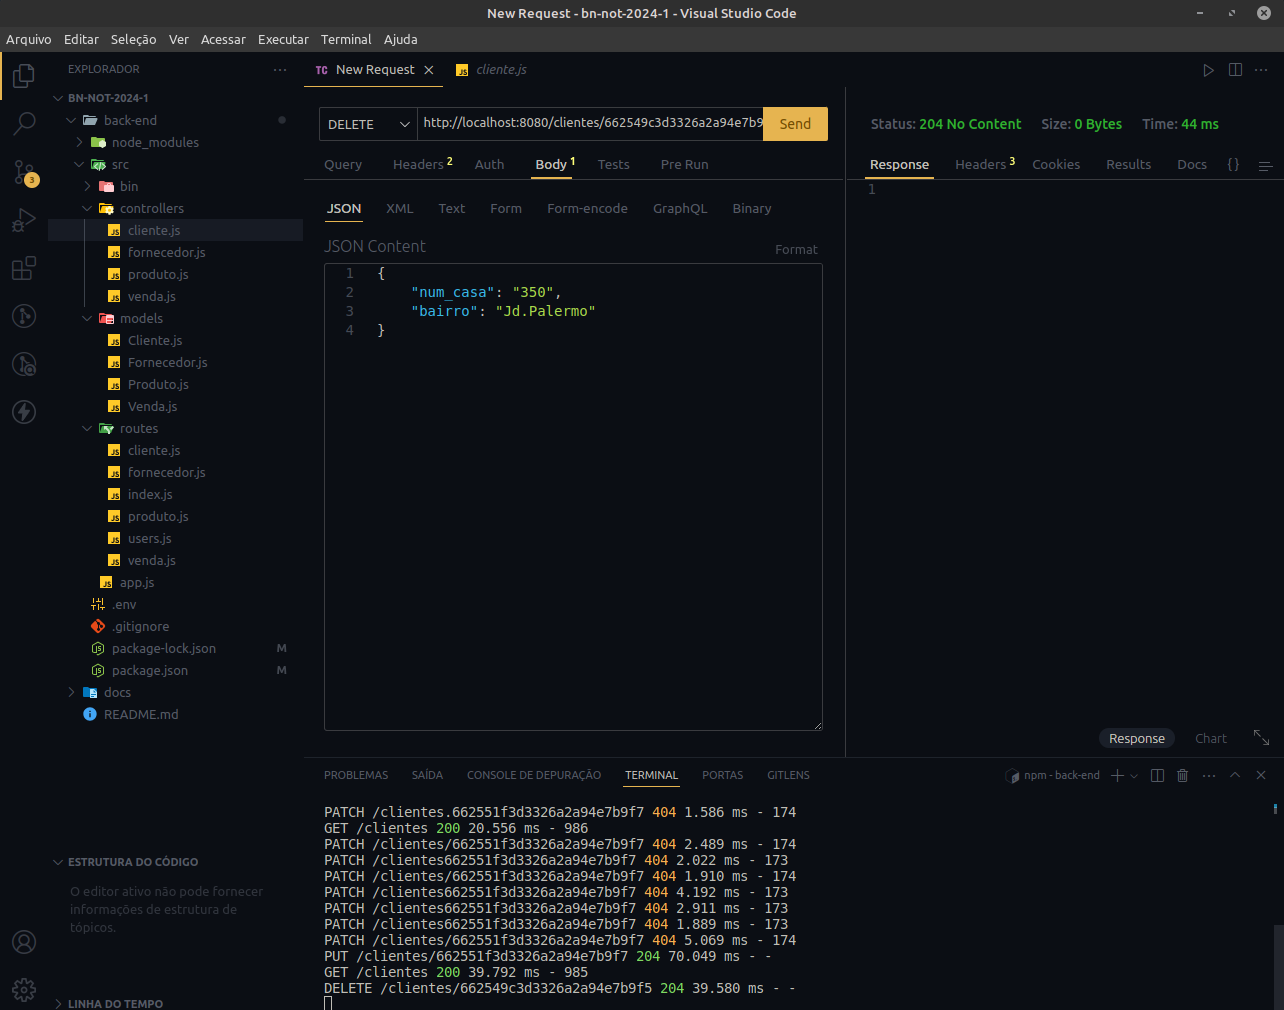 New Request - bn-not-2024-1 - Visual Studio Code
Arquivo Editar Seleção Ver Acessar Executar Terminal Ajuda
EXPLORADOR
BN-NOT-2024-1
back-end
node_modules
src
bin
controllers
cliente.js
fornecedor.js
produto.js
venda.js
models
Cliente.js
Fornecedor.js
Produto.js
Venda.js
routes
cliente.js
fornecedor.js
index.js
produto.js
users.js
venda.js
app.js
.env
.gitignore
package-lock.json M
package.json M
docs
README.md
3
ESTRUTURA DO CÓDIGO
O editor ativo não pode fornecer
informações de estrutura de
tópicos.
LINHA DO TEMPO
TC New Request
JS cliente.js
DELETE http://localhost:8080/clientes/662549c3d3326a2a94e7b9 Send
Query Headers 2 Auth Body 1 Tests Pre Run
JSON XML Text Form Form-encode GraphQL Binary
JSON Content
Format
1 {
2 "num_casa": "350",
3 "bairro": "Jd.Palermo"
4 }
Status: 204 No Content Size: 0 Bytes Time: 44 ms
Response Headers 3 Cookies Results Docs {}
1
Response Chart
PROBLEMAS SAÍDA CONSOLE DE DEPURAÇÃO TERMINAL PORTAS GITLENS
npm - back-end
PATCH /clientes.662551f3d3326a2a94e7b9f7 404 1.586 ms - 174
GET /clientes 200 20.556 ms - 986
PATCH /clientes/662551f3d3326a2a94e7b9f7 404 2.489 ms - 174
PATCH /clientes662551f3d3326a2a94e7b9f7 404 2.022 ms - 173
PATCH /clientes/662551f3d3326a2a94e7b9f7 404 1.910 ms - 174
PATCH /clientes662551f3d3326a2a94e7b9f7 404 4.192 ms - 173
PATCH /clientes662551f3d3326a2a94e7b9f7 404 2.911 ms - 173
PATCH /clientes662551f3d3326a2a94e7b9f7 404 1.889 ms - 173
PATCH /clientes/662551f3d3326a2a94e7b9f7 404 5.069 ms - 174
PUT /clientes/662551f3d3326a2a94e7b9f7 204 70.049 ms - -
GET /clientes 200 39.792 ms - 985
DELETE /clientes/662549c3d3326a2a94e7b9f5 204 39.580 ms - -